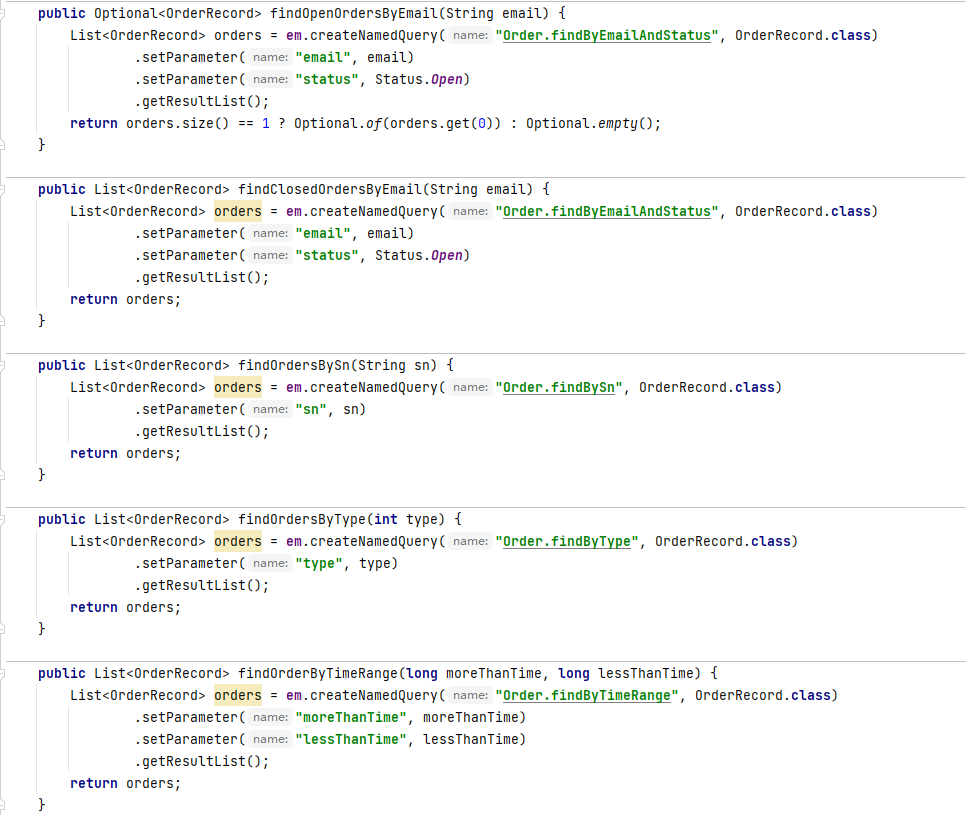 public Optional<OrderRecord> findOpenOrdersByEmail(String email) {
List<OrderRecord> orders = em.createNamedQuery( name: "Order.findByEmailAndStatus", OrderRecord.class)
.setParameter( name: "email", email)
.setParameter( name: "status", Status.Open)
.getResultList();
return orders.size() == 1 ? Optional.of(orders.get(0)) : Optional.empty();
}
public List<OrderRecord> findClosedOrdersByEmail(String email) {
List<OrderRecord> orders = em.createNamedQuery( name: "Order.findByEmailAndStatus", OrderRecord.class)
.setParameter( name: "email", email)
.setParameter( name: "status", Status.Open)
.getResultList();
return orders;
}
public List<OrderRecord> findOrdersBySn(String sn) {
List<OrderRecord> orders = em.createNamedQuery( name: "Order.findBySn", OrderRecord.class)
.setParameter( name: "sn", sn)
.getResultList();
return orders;
}
public List<OrderRecord> findOrdersByType(int type) {
List<OrderRecord> orders = em.createNamedQuery( name: "Order.findByType", OrderRecord.class)
.setParameter( name: "type", type)
.getResultList();
return orders;
}
public List<OrderRecord> findOrderByTimeRange(long moreThanTime, long lessThanTime) {
List<OrderRecord> orders = em.createNamedQuery( name: "Order.findByTimeRange", OrderRecord.class)
.setParameter( name: "moreThanTime", moreThanTime)
.setParameter( name: "lessThanTime", lessThanTime)
.getResultList();
return orders;
}